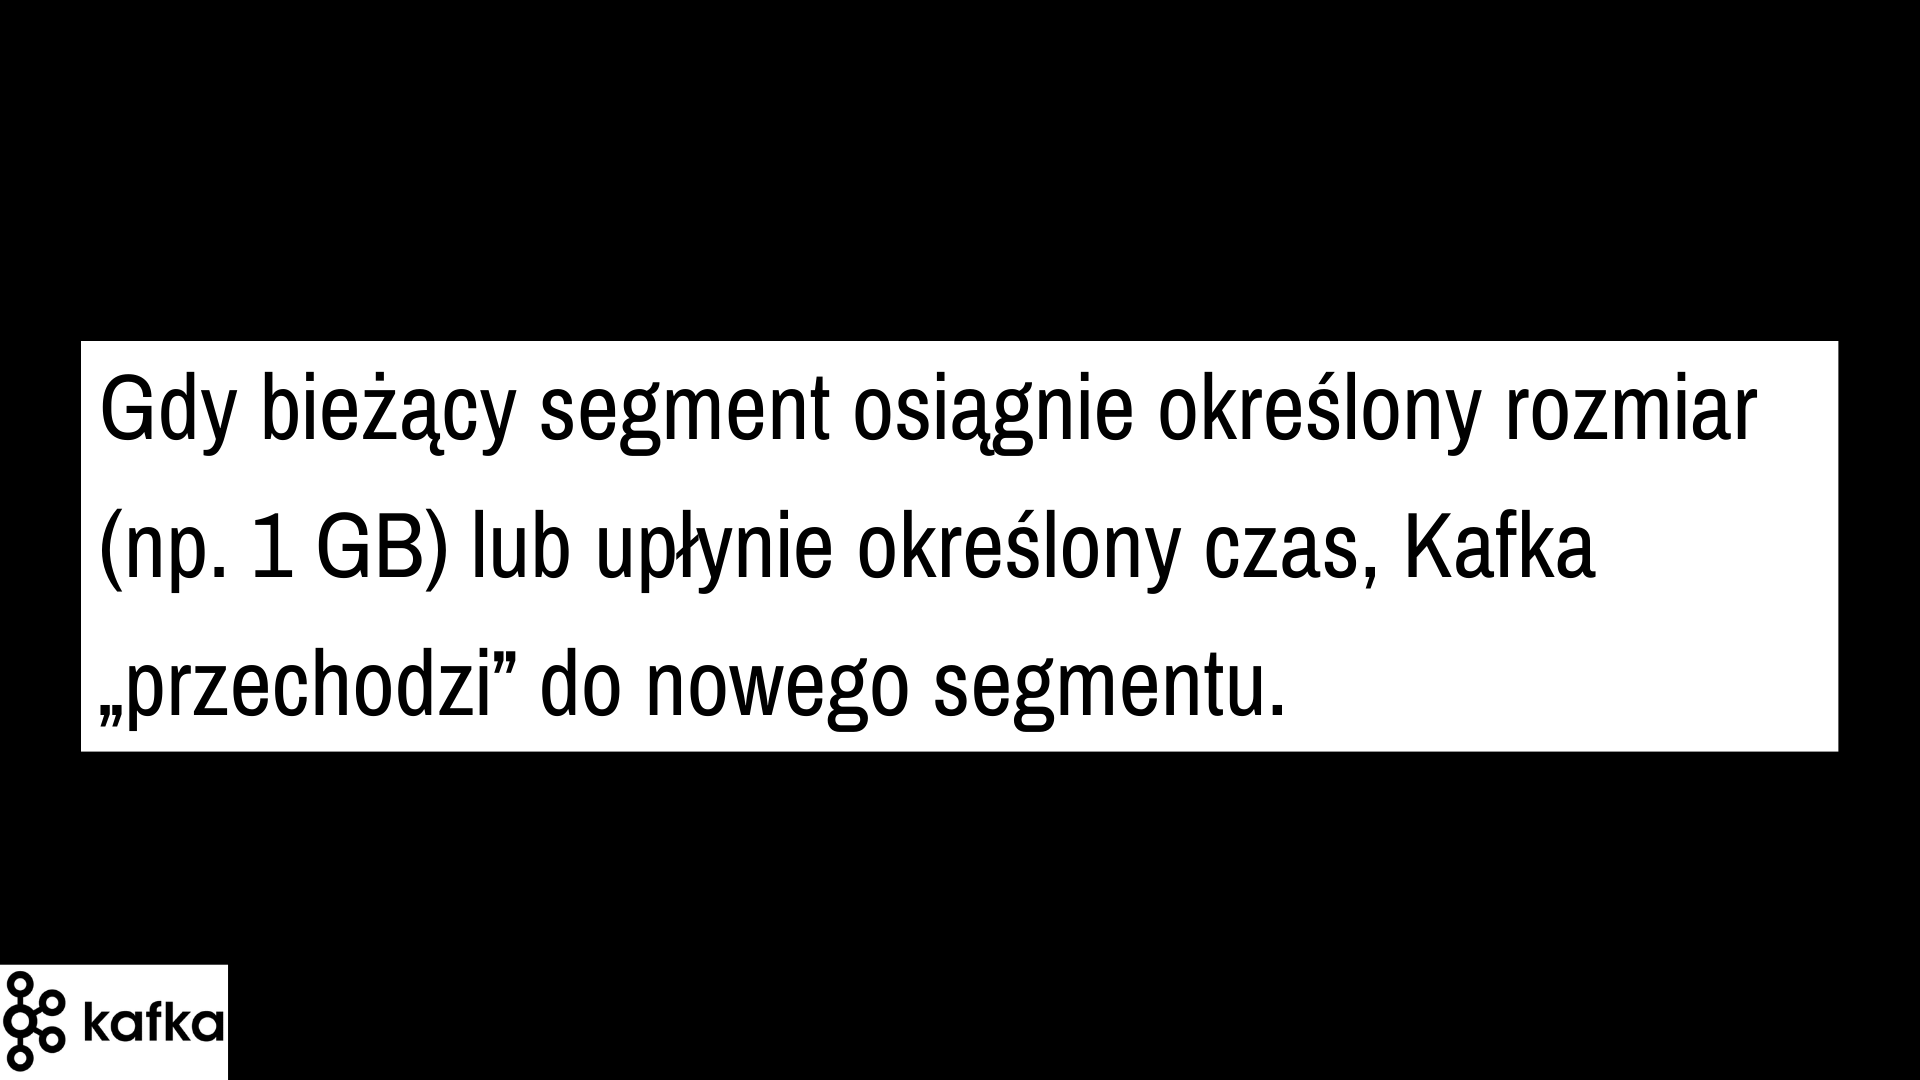 Gdy bieżący segment osiągnie określony rozmiar
(np. 1 GB) lub upłynie określony czas, Kafka
„przechodzi” do nowego segmentu.
kafka